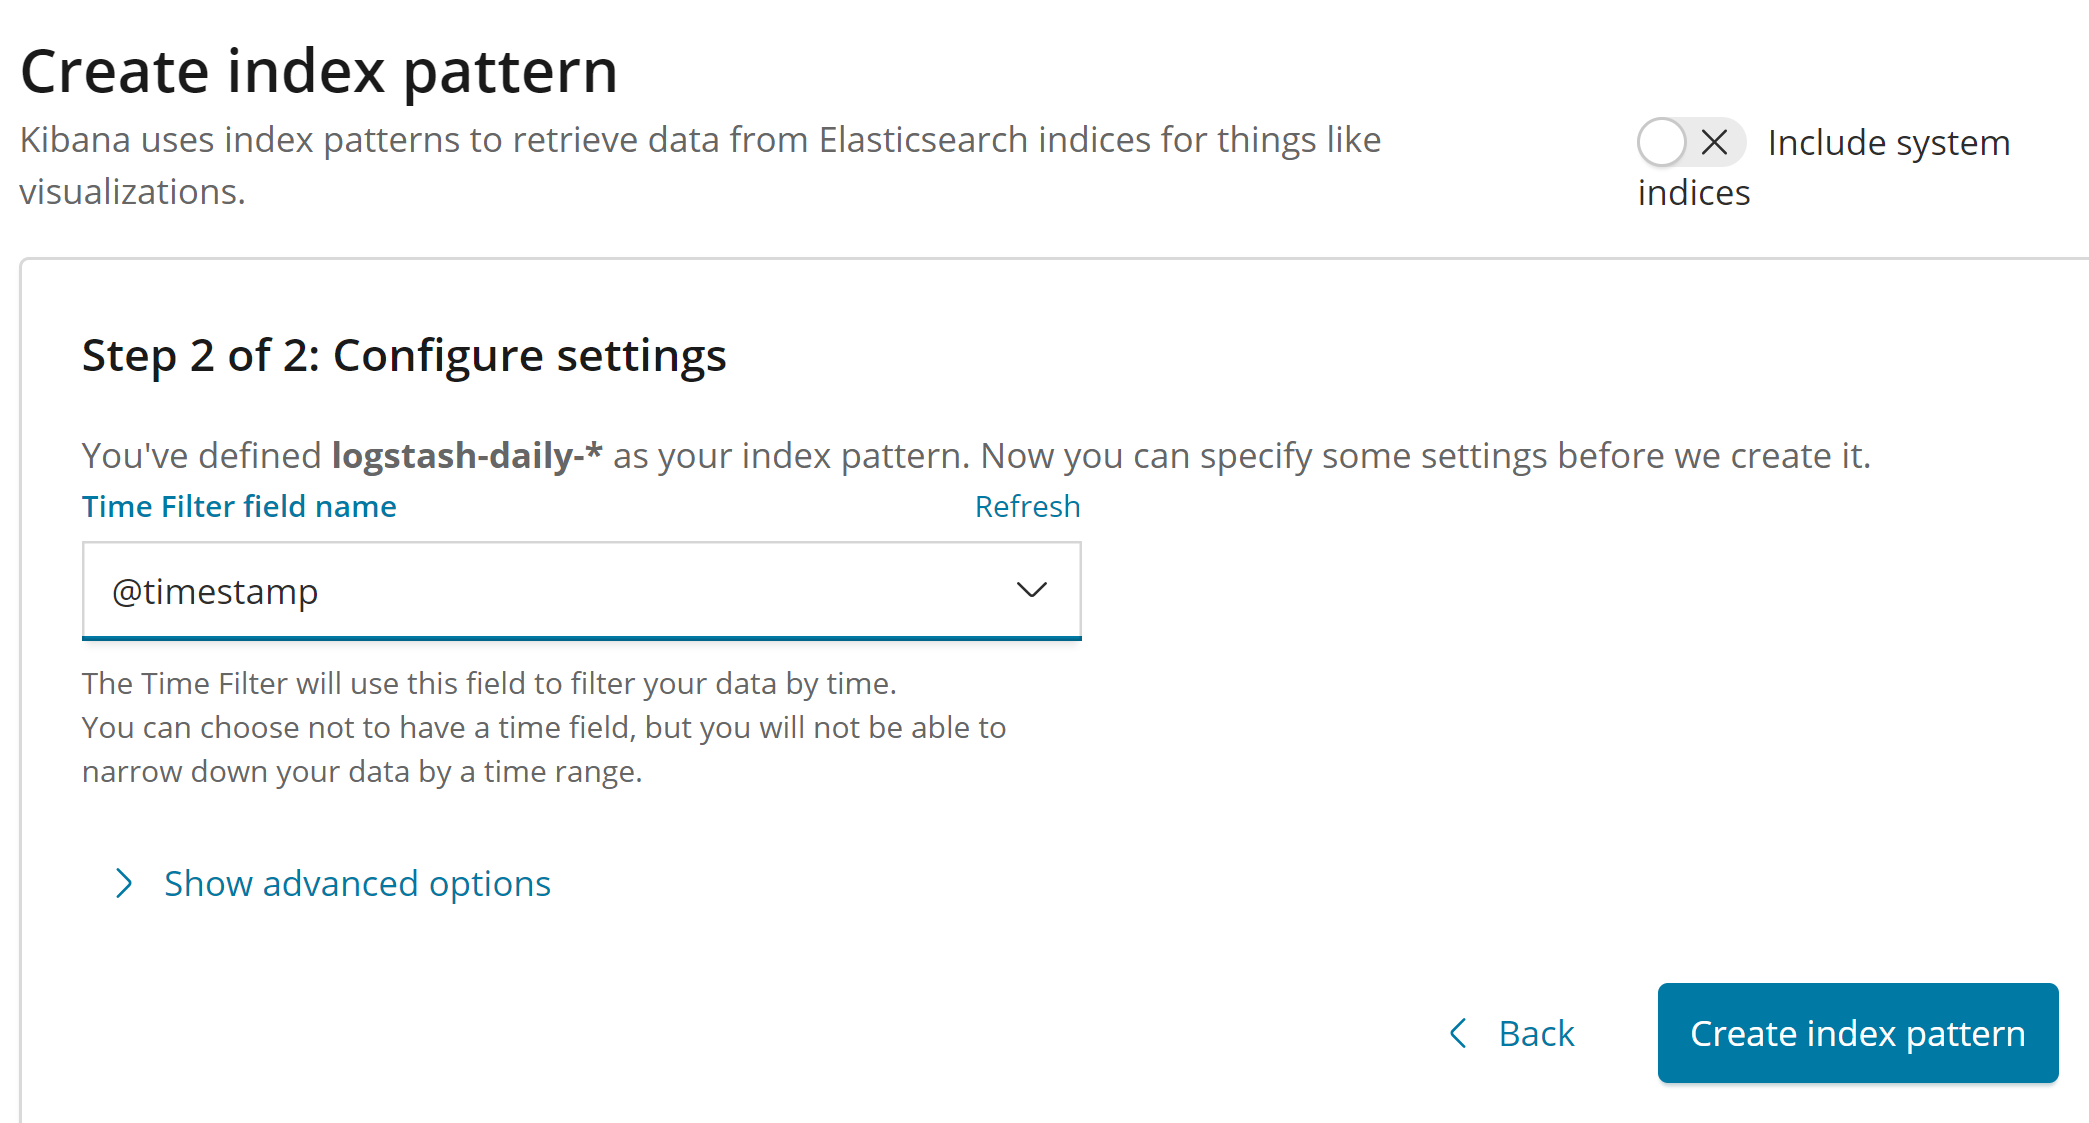 Create index pattern
Kibana uses index patterns to retrieve data from Elasticsearch indices for things like
visualizations.
Include system
indices
Step 2 of 2: Configure settings
You've defined logstash-daily-* as your index pattern. Now you can specify some settings before we create it.
Time Filter field name
Refresh
@timestamp
The Time Filter will use this field to filter your data by time.
You can choose not to have a time field, but you will not be able to
narrow down your data by a time range.
Show advanced options
Back
Create index pattern